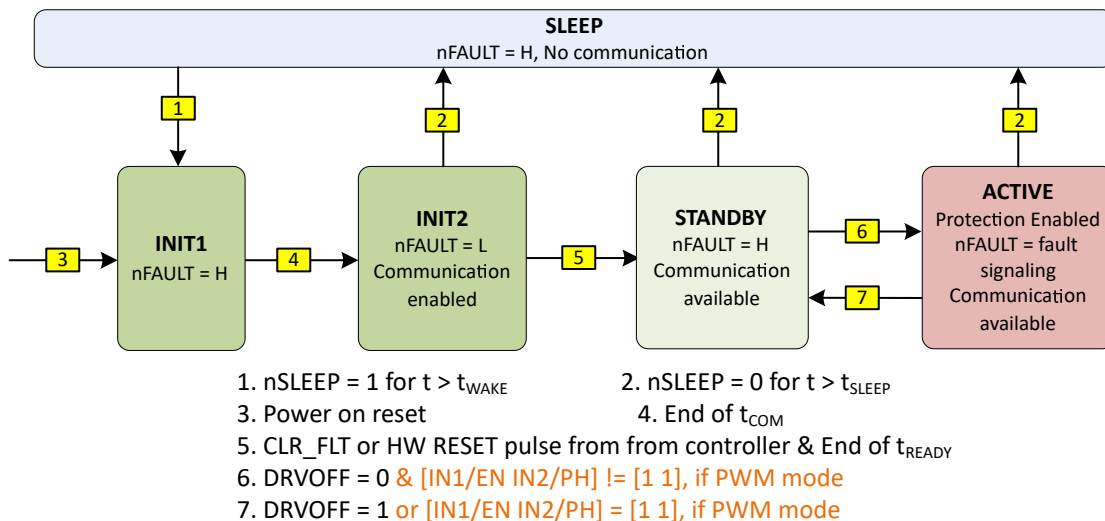 SLEEP
nFAULT = H, No communication
1
2
2
2
INIT1
nFAULT = H
INIT2
nFAULT = L
Communication
enabled
STANDBY
nFAULT = H
Communication
available
ACTIVE
Protection Enabled
nFAULT = fault
signaling
Communication
available
3
4
5
6
7
1. nSLEEP = 1 for t > tWAKE
2. nSLEEP = 0 for t > tSLEEP
3. Power on reset
4. End of tCOM
5. CLR_FLT or HW RESET pulse from from controller & End of tREADY
6. DRVOFF = 0 & [IN1/EN IN2/PH] != [1 1], if PWM mode
7. DRVOFF = 1 or [IN1/EN IN2/PH] = [1 1], if PWM mode